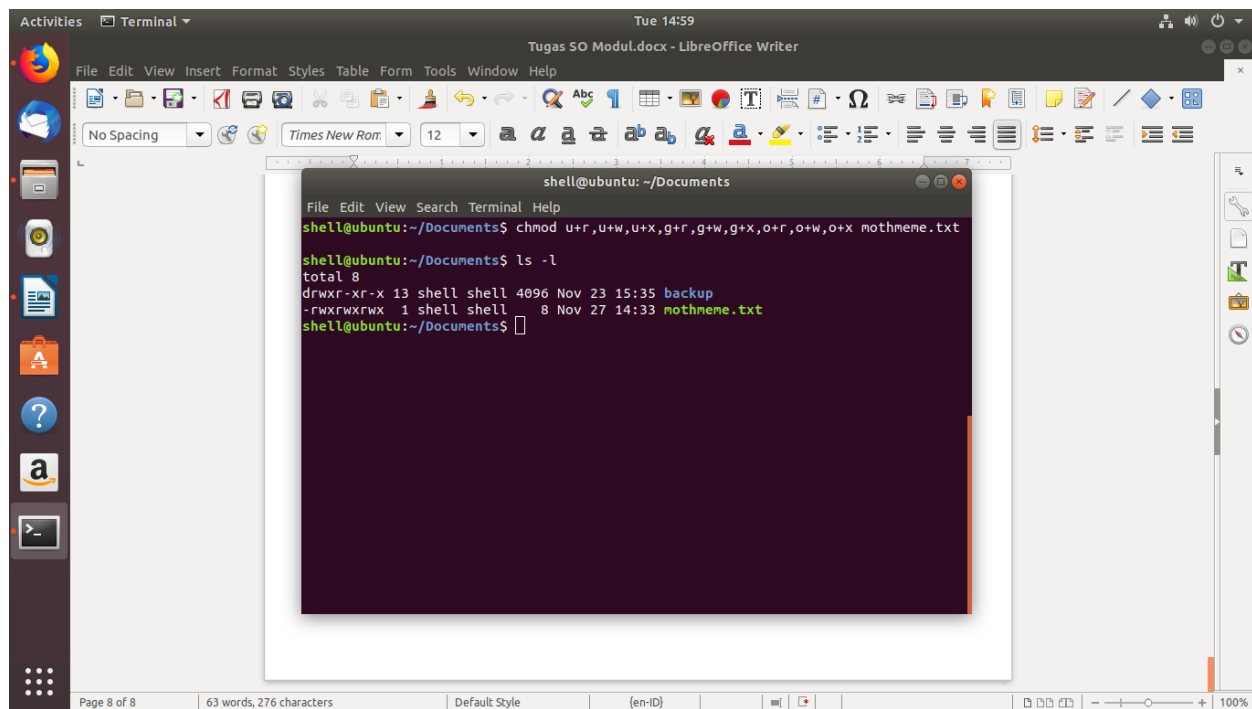 Activities Terminal Tue 14:59
Tugas SO Modul.docx - LibreOffice Writer
File Edit View Insert Format Styles Table Form Tools Window Help
No Spacing Times New Rom 12
shell@ubuntu: ~/Documents
File Edit View Search Terminal Help
shell@ubuntu:~/Documents$ chmod u+r,u+w,u+x,g+r,g+w,g+x,o+r,o+w,o+x mothmeme.txt
shell@ubuntu:~/Documents$ ls -l
total 8
drwxr-xr-x 13 shell shell 4096 Nov 23 15:35 backup
-rwxrwxrwx  1 shell shell    8 Nov 27 14:33 mothmeme.txt
shell@ubuntu:~/Documents$
Page 8 of 8 63 words, 276 characters Default Style {en-ID} 100%